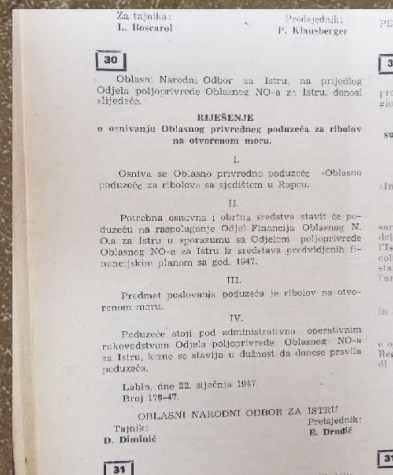 Za tajnika: Predsjednik:
L. Boscarol P. Klausberger
30
Oblasni Narodni Odbor za Istru, na prijedlog
Odjela poljoprivrede Oblasnog NO-a za Istru, donosi
slijedeće.
RJEŠENJE
o osnivanju Oblasnog privrednog poduzeća za ribolov
na otvorenom moru.
I.
Osniva se Oblasno privredno poduzeće «Oblasno
poduzeće za ribolov» sa sjedištem u Rapcu.
II.
Potrebna osnovna i obrtna sredstva stavit će po-
duzeću na raspolaganje Odjel Financija Oblasnog N.
O.a za Istru u sporazumu sa Odjelom poljoprivrede
Oblasnog NO-a za Istru iz sredstava predvidjenih fi-
nancijskim planom za god. 1947.
III.
Predmet poslovanja poduzeća je ribolov na otvo-
renom moru.
IV.
Poduzeće stoji pod administrativno operativnim
rukovodstvom Odjela poljoprivrede Oblasnog NO-a
za Istru, kome se stavlja u dužnost da donese pravila
poduzeća.
Labin, dne 22. siječnja 1947.
Broj 178-47.
OBLASNI NARODNI ODBOR ZA ISTRU
Tajnik: Pretsjednik:
D. Diminić E. Drndić
31